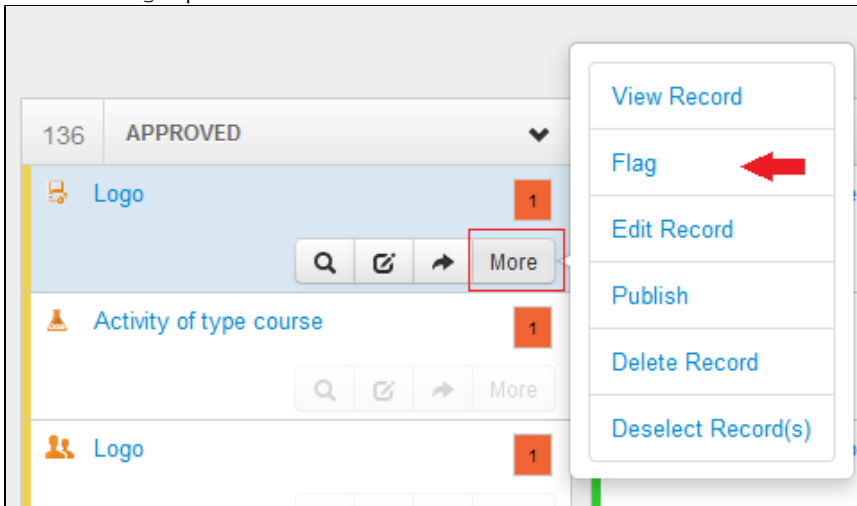 136 APPROVED
Logo
1
More
Activity of type course
1
More
Logo
1
View Record
Flag
Edit Record
Publish
Delete Record
Deselect Record(s)